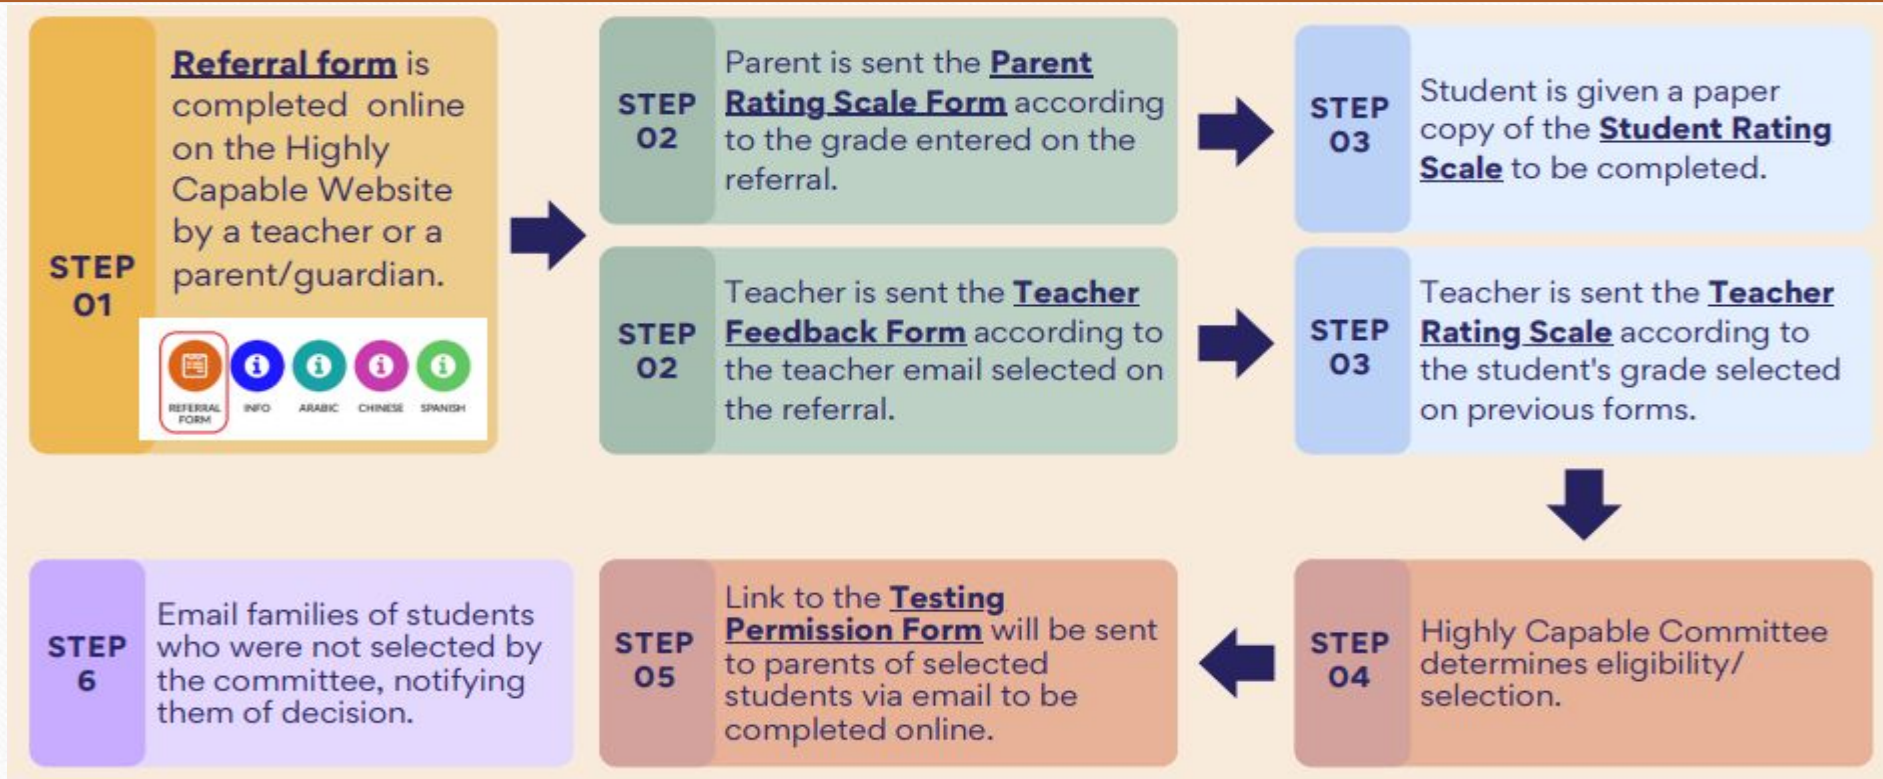 STEP
01
Referral form is
completed online
on the Highly
Capable Website
by a teacher or a
parent/guardian.
REFERRAL
FORM
INFO
ARABIC
CHINESE
SPANISH
STEP
02
Parent is sent the Parent
Rating Scale Form according
to the grade entered on the
referral.
STEP
03
Student is given a paper
copy of the Student Rating
Scale to be completed.
STEP
02
Teacher is sent the Teacher
Feedback Form according to
the teacher email selected on
the referral.
STEP
03
Teacher is sent the Teacher
Rating Scale according to
the student's grade selected
on previous forms.
STEP
04
Highly Capable Committee
determines eligibility/
selection.
STEP
05
Link to the Testing
Permission Form will be sent
to parents of selected
students via email to be
completed online.
STEP
6
Email families of students
who were not selected by
the committee, notifying
them of decision.